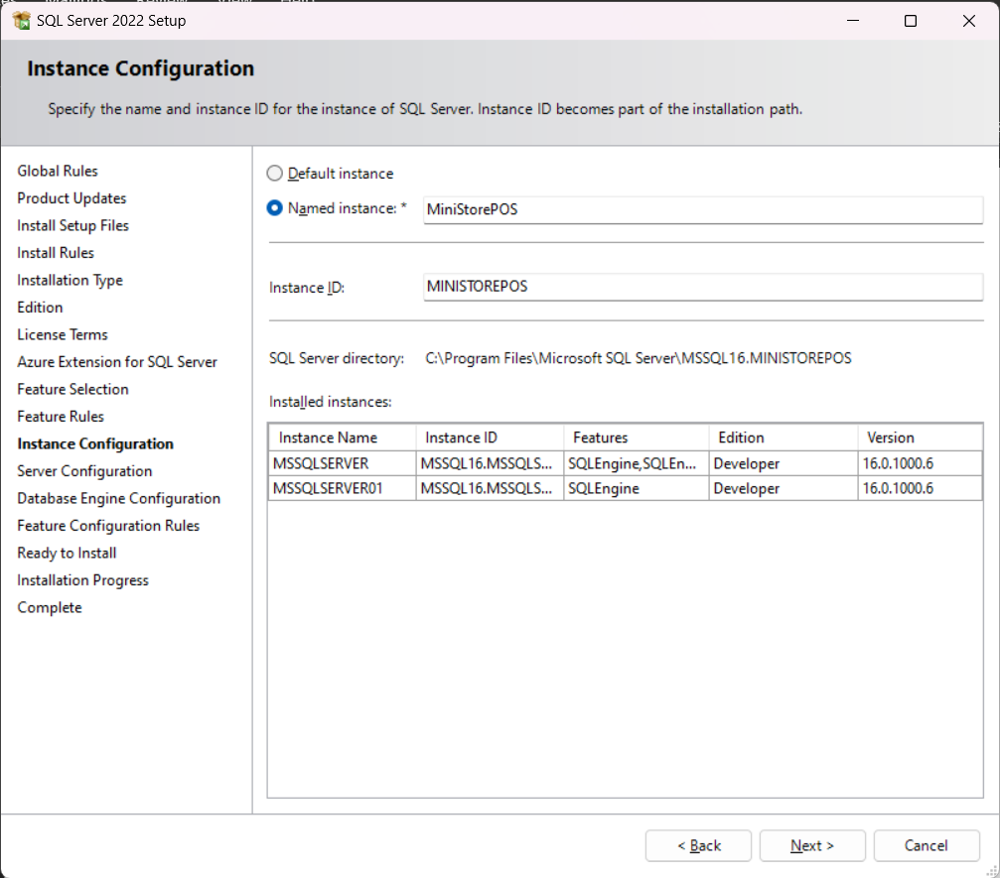 SQL Server 2022 Setup
Instance Configuration
Specify the name and instance ID for the instance of SQL Server. Instance ID becomes part of the installation path.
Global Rules
Product Updates
Install Setup Files
Install Rules
Installation Type
Edition
License Terms
Azure Extension for SQL Server
Feature Selection
Feature Rules
Instance Configuration
Server Configuration
Database Engine Configuration
Feature Configuration Rules
Ready to Install
Installation Progress
Complete
Default instance
Named instance: * MiniStorePOS
Instance ID: MINISTOREPOS
SQL Server directory: C:\Program Files\Microsoft SQL Server\MSSQL16.MINISTOREPOS
Installed instances:
Instance Name Instance ID Features Edition Version
MSSQLSERVER MSSQL16.MSSQLS... SQLEngine,SQLEn... Developer 16.0.1000.6
MSSQLSERVER01 MSSQL16.MSSQLS... SQLEngine Developer 16.0.1000.6
< Back Next > Cancel